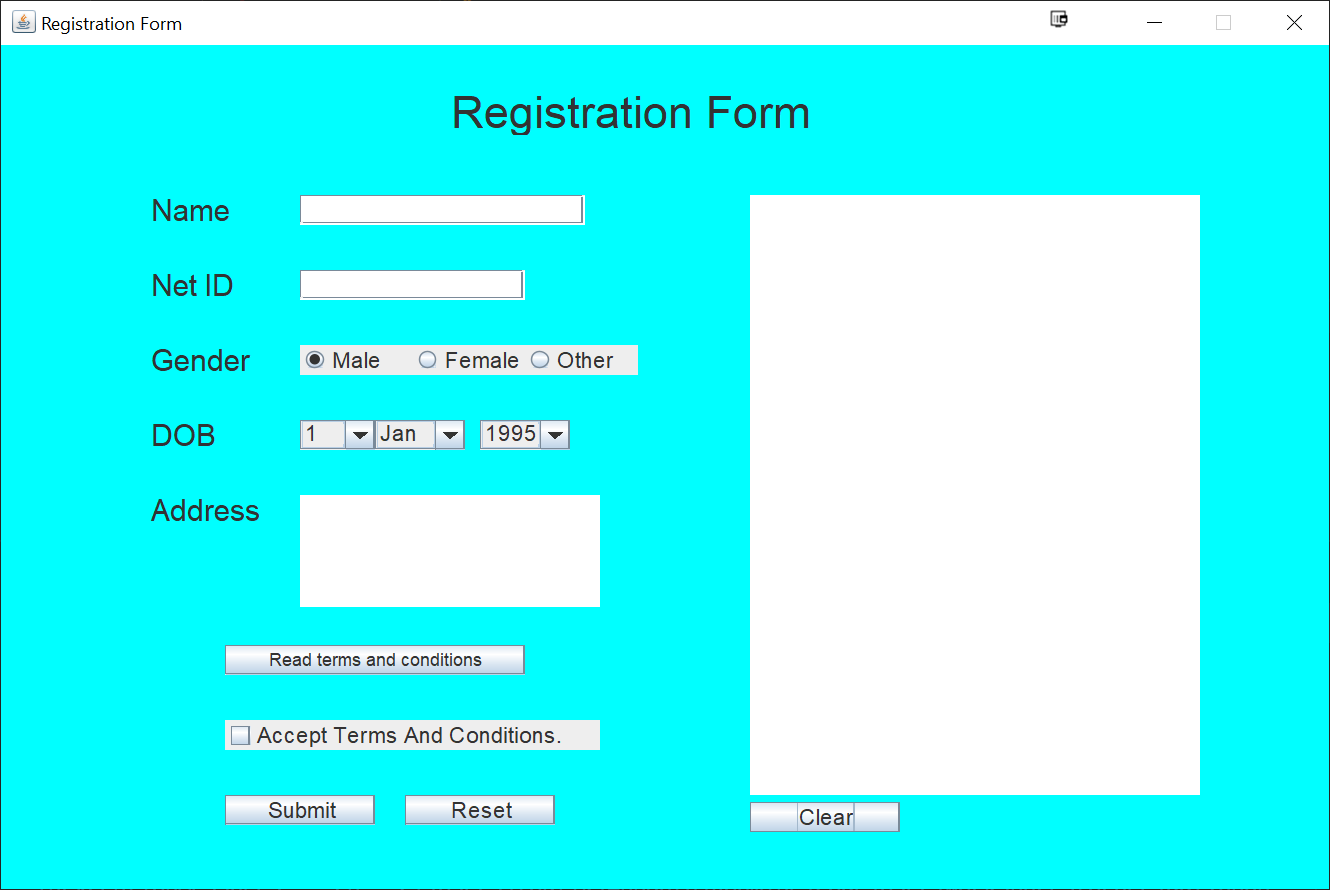 Registration Form
Registration Form
Name
Net ID
Gender Male Female Other
DOB 1 Jan 1995
Address
Read terms and conditions
Accept Terms And Conditions.
Submit Reset Clear